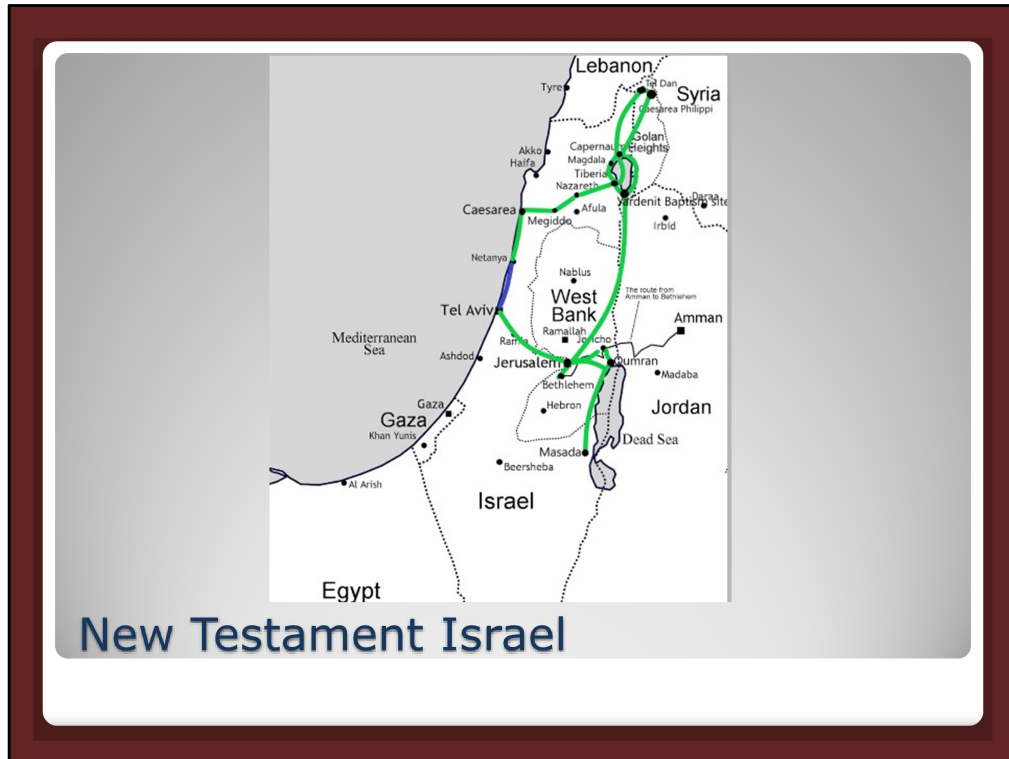 Lebanon
Tyre
Tel Dan
Syria
Caesarea Philippi
Golan
Heights
Akko
Capernau
Haifa
Magdala
Tiberia
Nazareth
Daraa
Yardenit Baptism site
Caesarea
Afula
Megiddo
Irbid
Netanya
Nablus
The route from
Amman to Bethlehem
West
Bank
Tel Aviv
Amman
Mediterranean
Sea
Ramallah
Jericho
Ramla
Ashdod
Jerusalem
Qumran
Madaba
Bethlehem
Gaza
Hebron
Jordan
Gaza
Khan Yunis
Dead Sea
Masada
Beersheba
Al Arish
Israel
Egypt
New Testament Israel